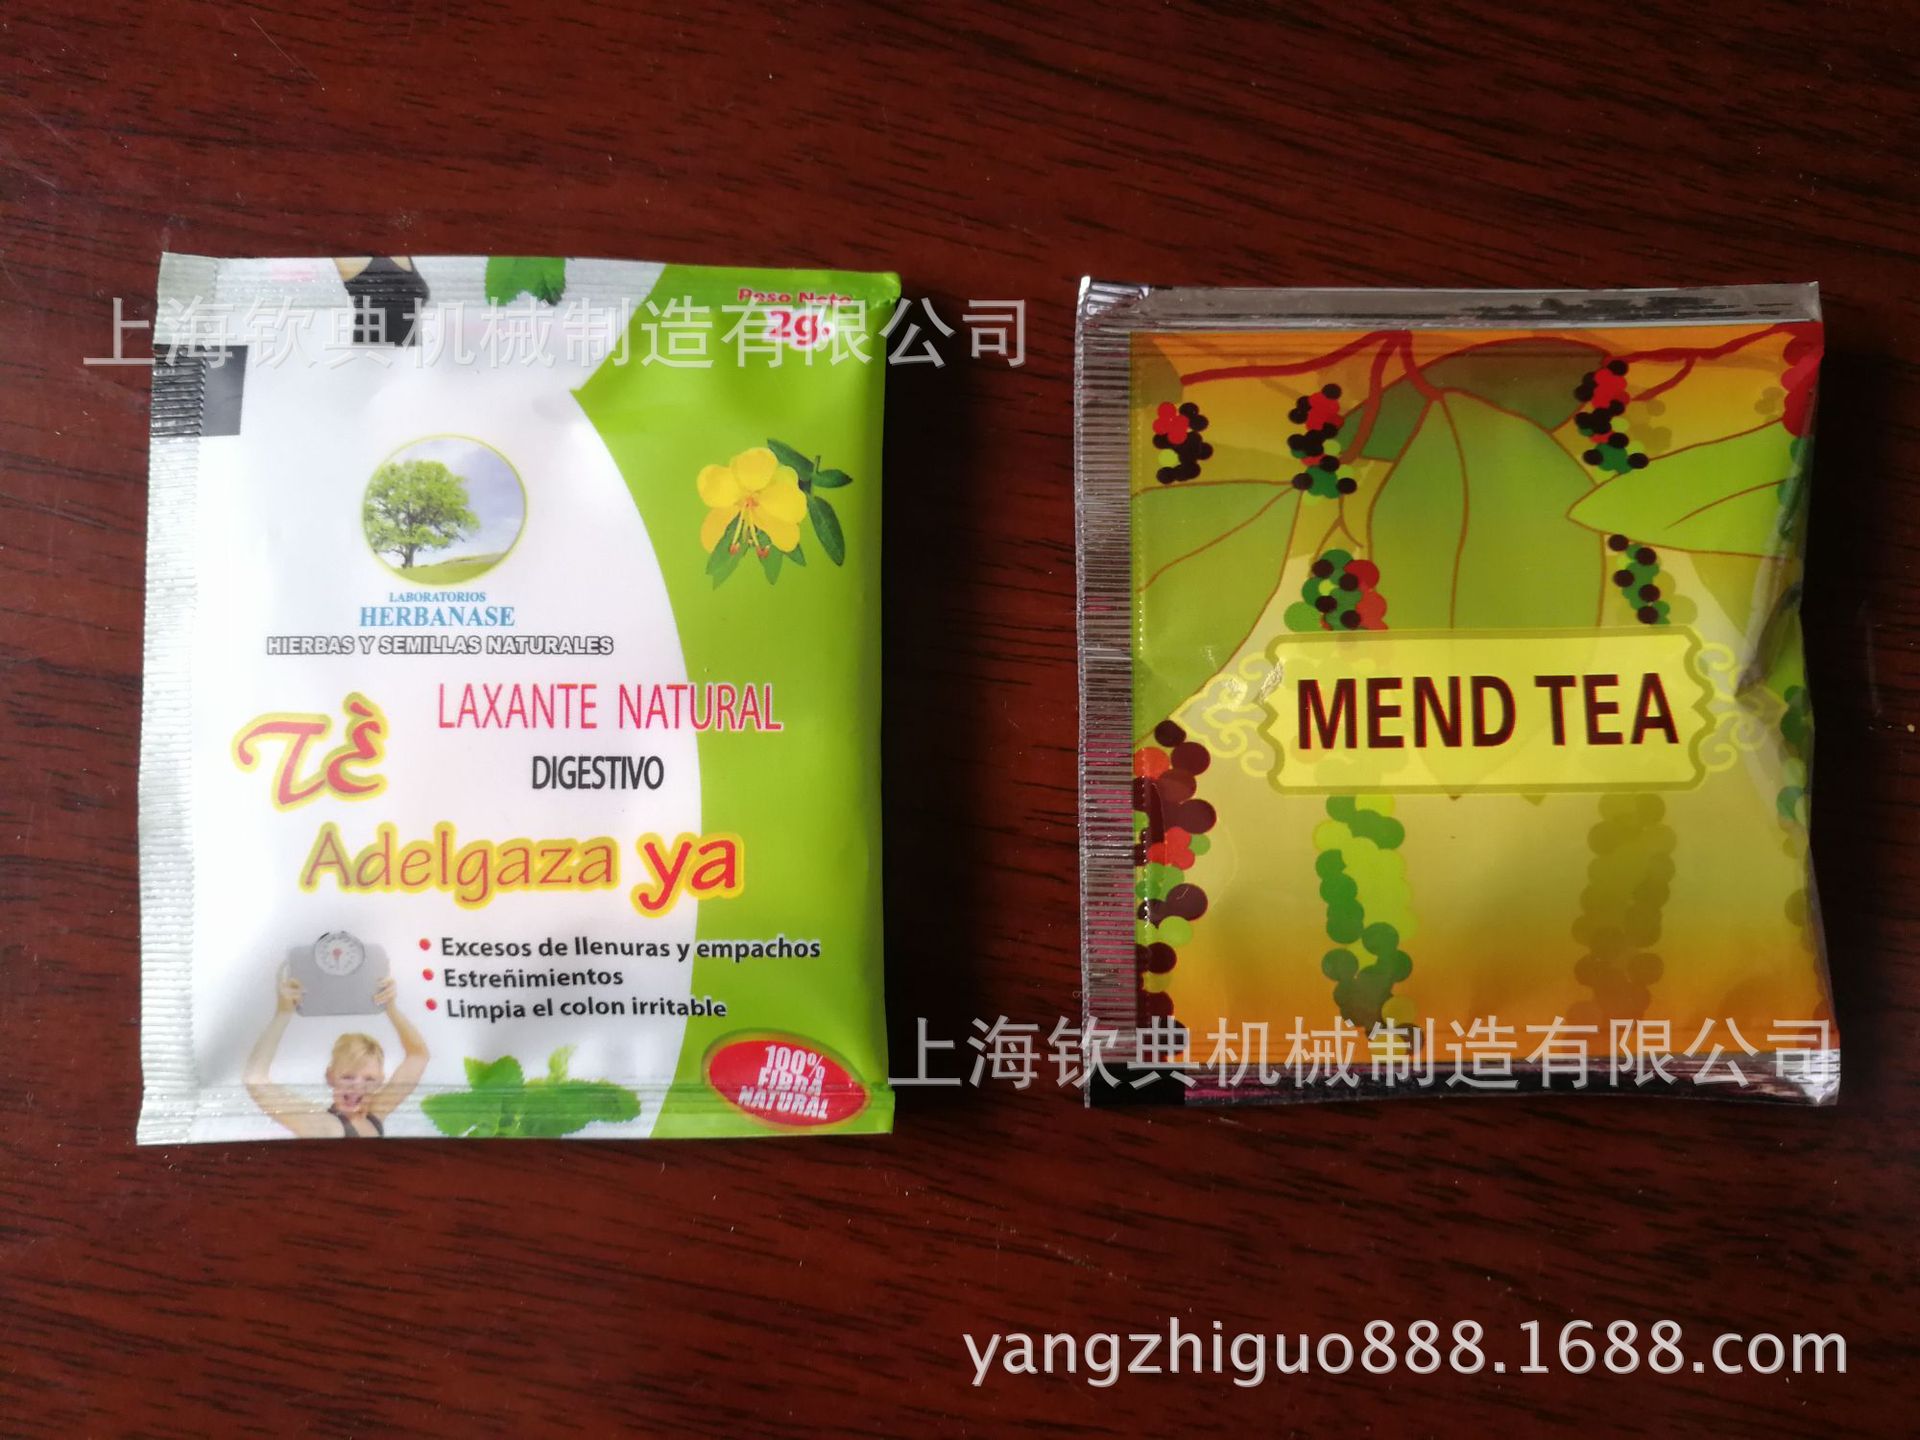 上海钦典机械制造有限公司
Peso Neto
2g.
LABORATORIOS
HERBANASE
HIERBAS Y SEMILLAS NATURALES
LAXANTE NATURAL
DIGESTIVO
Tè
Adelgaza ya
• Excesos de llenuras y empachos
• Estreñimientos
• Limpia el colon irritable
100%
FIBRA
NATURAL
MEND TEA
上海钦典机械制造有限公司
yangzhiguo888.1688.com